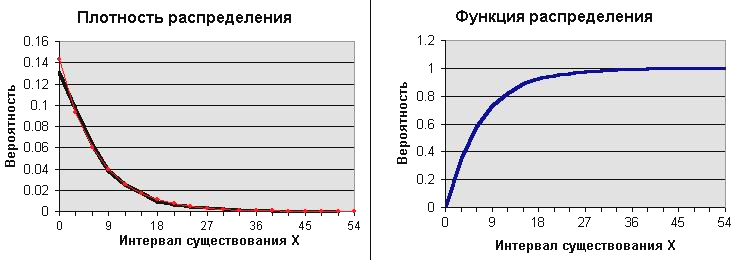 Плотность распределения
0.16
0.14
0.12
0.1
0.08
0.06
0.04
0.02
0
Вероятность
0 9 18 27 36 45 54
Интервал существования X
Функция распределения
1.2
1
0.8
0.6
0.4
0.2
0
Вероятность
0 9 18 27 36 45 54
Интервал существования X